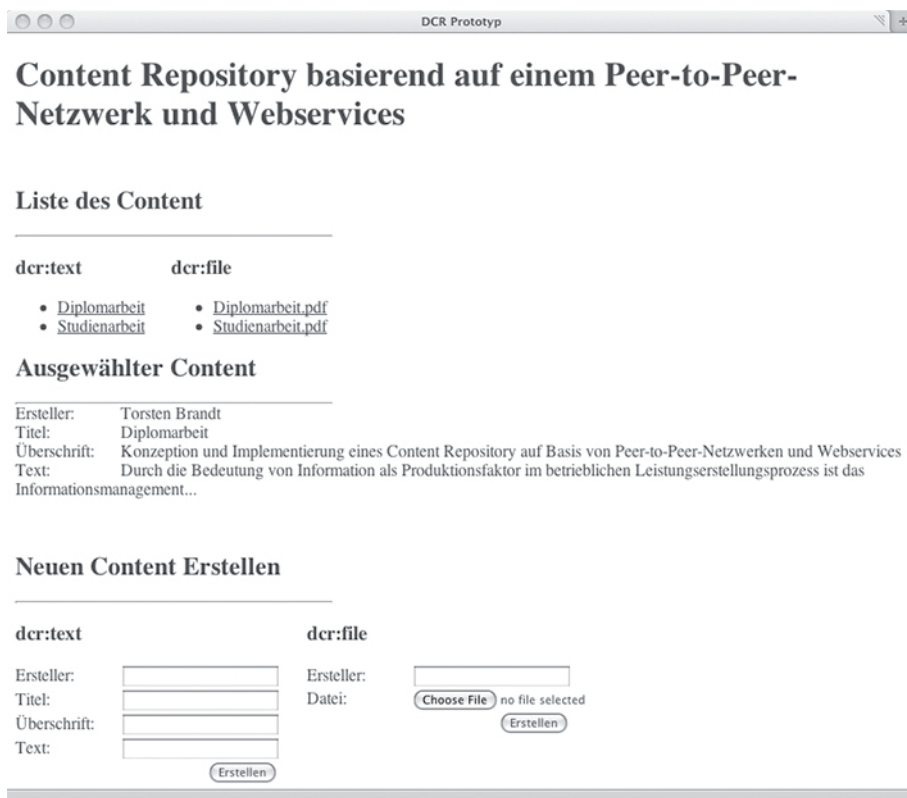 DCR Prototyp
Content Repository basierend auf einem Peer-to-Peer-
Netzwerk und Webservices
Liste des Content
dcr:text dcr:file
• Diplomarbeit • Diplomarbeit.pdf
• Studienarbeit • Studienarbeit.pdf
Ausgewählter Content
Ersteller: Torsten Brandt
Titel: Diplomarbeit
Überschrift: Konzeption und Implementierung eines Content Repository auf Basis von Peer-to-Peer-Netzwerken und Webservices
Text: Durch die Bedeutung von Information als Produktionsfaktor im betrieblichen Leistungserstellungsprozess ist das
Informationsmanagement...
Neuen Content Erstellen
dcr:text dcr:file
Ersteller: Ersteller:
Titel: Datei: Choose File no file selected
Überschrift: Erstellen
Text:
Erstellen